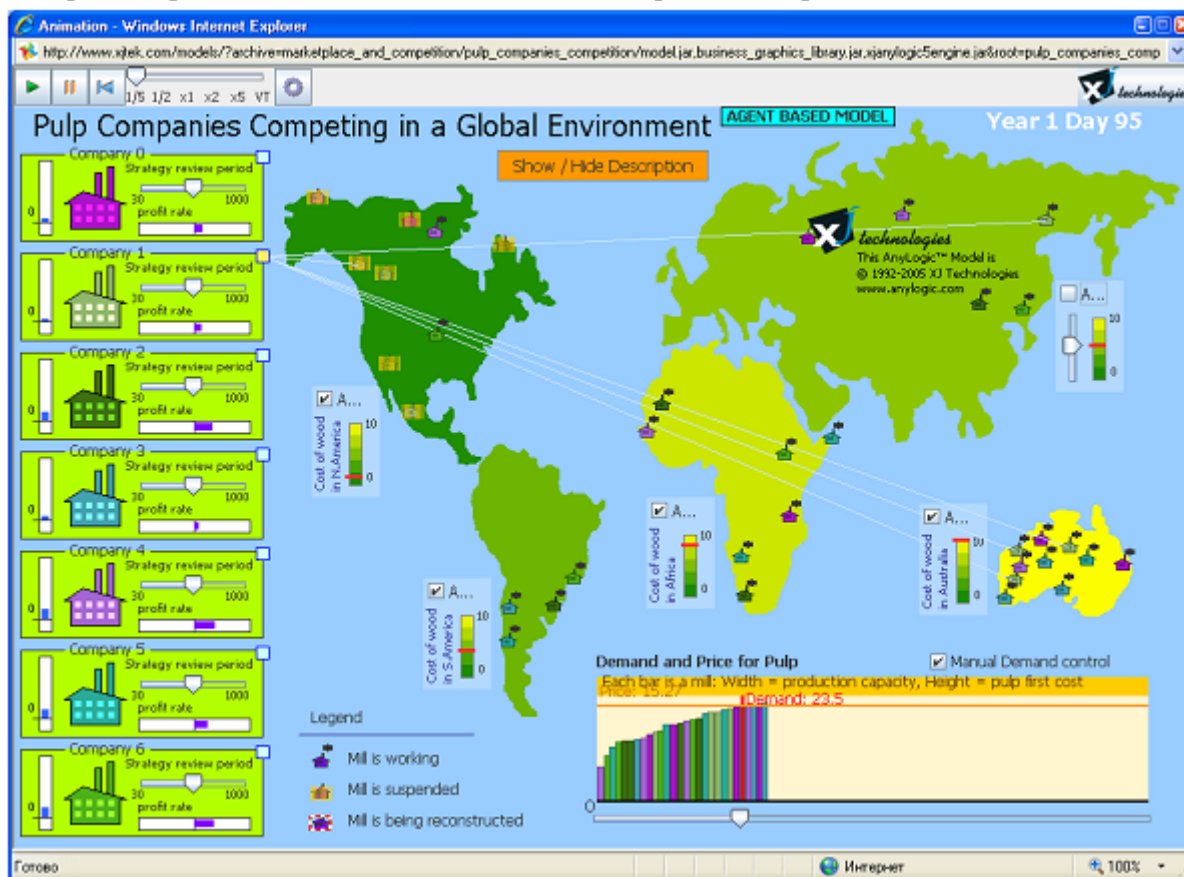 Animation - Windows Internet Explorer
http://www.xjtek.com/models/?archive=marketplace_and_competition/pulp_companies_competition/model.jar,business_graphics_library.jar,xjanylogic5engine.jar&root=pulp_companies_comp
1/5 1/2 x1 x2 x5 VT
technologies
Pulp Companies Competing in a Global Environment
AGENT BASED MODEL
Year 1 Day 95
Show / Hide Description
Company 0
Strategy review period
30 1000
profit rate
0
Company 1
Strategy review period
30 1000
profit rate
0
Company 2
Strategy review period
30 1000
profit rate
0
Company 3
Strategy review period
30 1000
profit rate
0
Company 4
Strategy review period
30 1000
profit rate
0
Company 5
Strategy review period
30 1000
profit rate
0
Company 6
Strategy review period
30 1000
profit rate
0
technologies
This AnyLogic™ Model is
© 1992-2005 XJ Technologies
www.anylogic.com
A...
10
0
A...
Cost of wood
in N.America
10
0
A...
Cost of wood
in Africa
10
0
A...
Cost of wood
in Australia
10
0
A...
Cost of wood
in S.America
10
0
Legend
Mill is working
Mill is suspended
Mill is being reconstructed
Demand and Price for Pulp
Manual Demand control
Each bar is a mill: Width = production capacity, Height = pulp first cost
Price: 15.27
Demand: 23.5
0
Готово
Интернет
100%